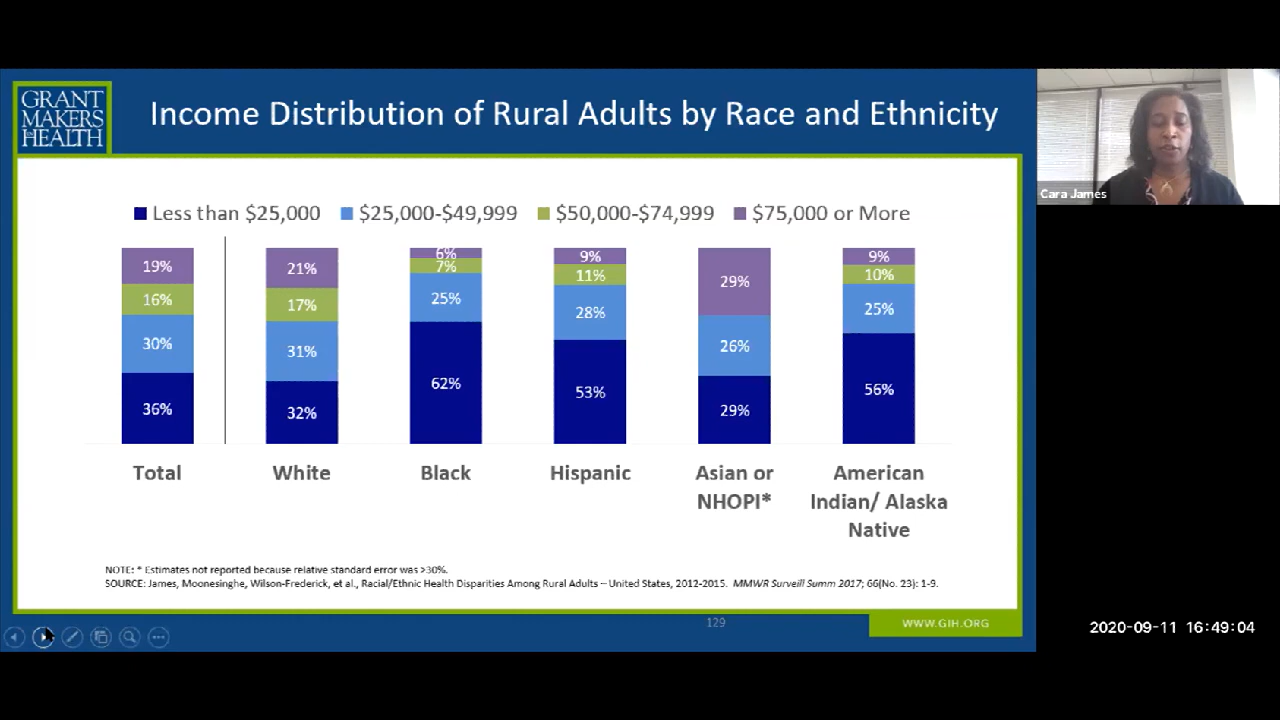 GRANT
MAKERS
IN
HEALTH
Income Distribution of Rural Adults by Race and Ethnicity
Less than $25,000 $25,000-$49,999 $50,000-$74,999 $75,000 or More
19% 21% 6% 9% 29% 9%
16% 17% 7% 11% 10%
30% 31% 25% 28% 26% 25%
36% 32% 62% 53% 29% 56%
Total White Black Hispanic Asian or NHOPI* American Indian/ Alaska Native
NOTE: * Estimates not reported because relative standard error was >30%.
SOURCE: James, Moonesinghe, Wilson-Frederick, et al., Racial/Ethnic Health Disparities Among Rural Adults – United States, 2012-2015. MMWR Surveill Summ 2017; 66(No. 23): 1-9.
129
WWW.GIH.ORG
Cara James
2020-09-11 16:49:04